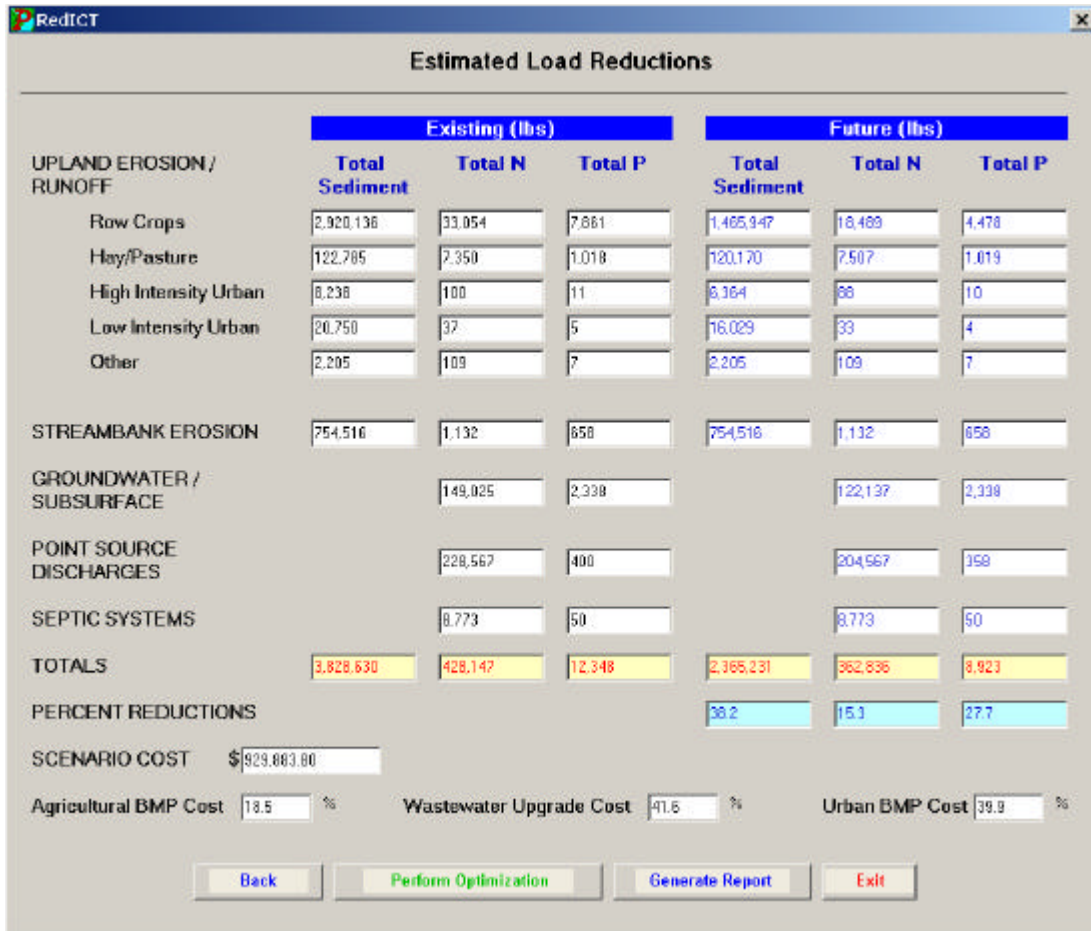 RedICT
Estimated Load Reductions
Existing (lbs) Future (lbs)
UPLAND EROSION / RUNOFF Total Sediment Total N Total P Total Sediment Total N Total P
Row Crops 2,920,136 33,054 7,861 1,465,947 18,489 4,478
Hay/Pasture 122,785 7,350 1,018 120,170 7,507 1,019
High Intensity Urban 8,238 100 11 6,364 88 10
Low Intensity Urban 20,750 37 5 16,029 33 4
Other 2,205 109 7 2,205 109 7
STREAMBANK EROSION 754,516 1,132 658 754,516 1,132 658
GROUNDWATER / SUBSURFACE 149,025 2,338 122,137 2,338
POINT SOURCE DISCHARGES 228,567 400 204,567 358
SEPTIC SYSTEMS 8,773 50 8,773 50
TOTALS 3,828,630 428,147 12,348 2,365,231 362,836 8,923
PERCENT REDUCTIONS 38.2 15.3 27.7
SCENARIO COST $ 929,883.80
Agricultural BMP Cost 18.5 % Wastewater Upgrade Cost 41.6 % Urban BMP Cost 39.9 %
Back Perform Optimization Generate Report Exit